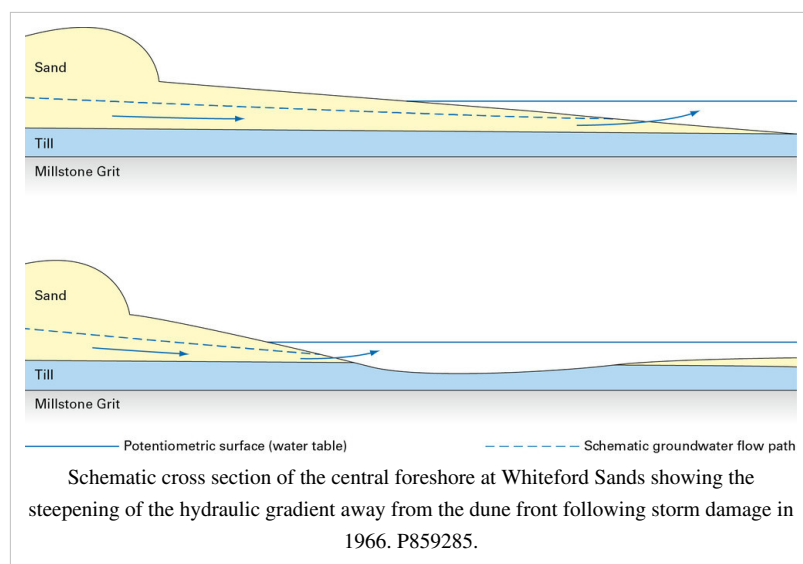 Sand
Till
Millstone Grit
Sand
Till
Millstone Grit
Potentiometric surface (water table)
Schematic groundwater flow path
Schematic cross section of the central foreshore at Whiteford Sands showing the
steepening of the hydraulic gradient away from the dune front following storm damage in
1966. P859285.